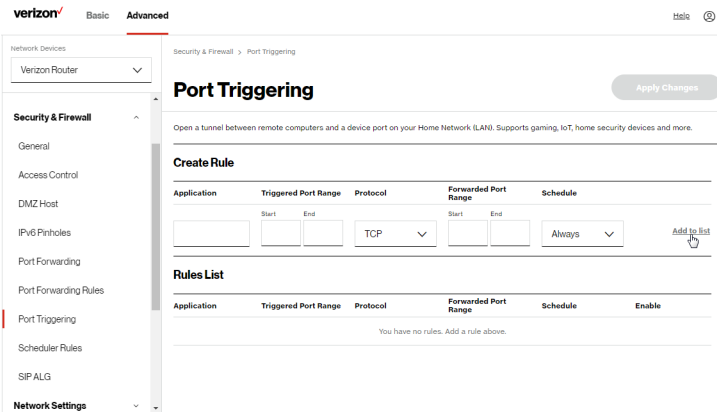 verizon Basic Advanced Help
Network Devices
Verizon Router
Security & Firewall
General
Access Control
DMZ Host
IPv6 Pinholes
Port Forwarding
Port Forwarding Rules
Port Triggering
Scheduler Rules
SIP ALG
Network Settings
Security & Firewall > Port Triggering
Port Triggering
Apply Changes
Open a tunnel between remote computers and a device port on your Home Network (LAN). Supports gaming, IoT, home security devices and more.
Create Rule
Application Triggered Port Range Protocol Forwarded Port Range Schedule
Start End Start End
TCP Always Add to list
Rules List
Application Triggered Port Range Protocol Forwarded Port Range Schedule Enable
You have no rules. Add a rule above.